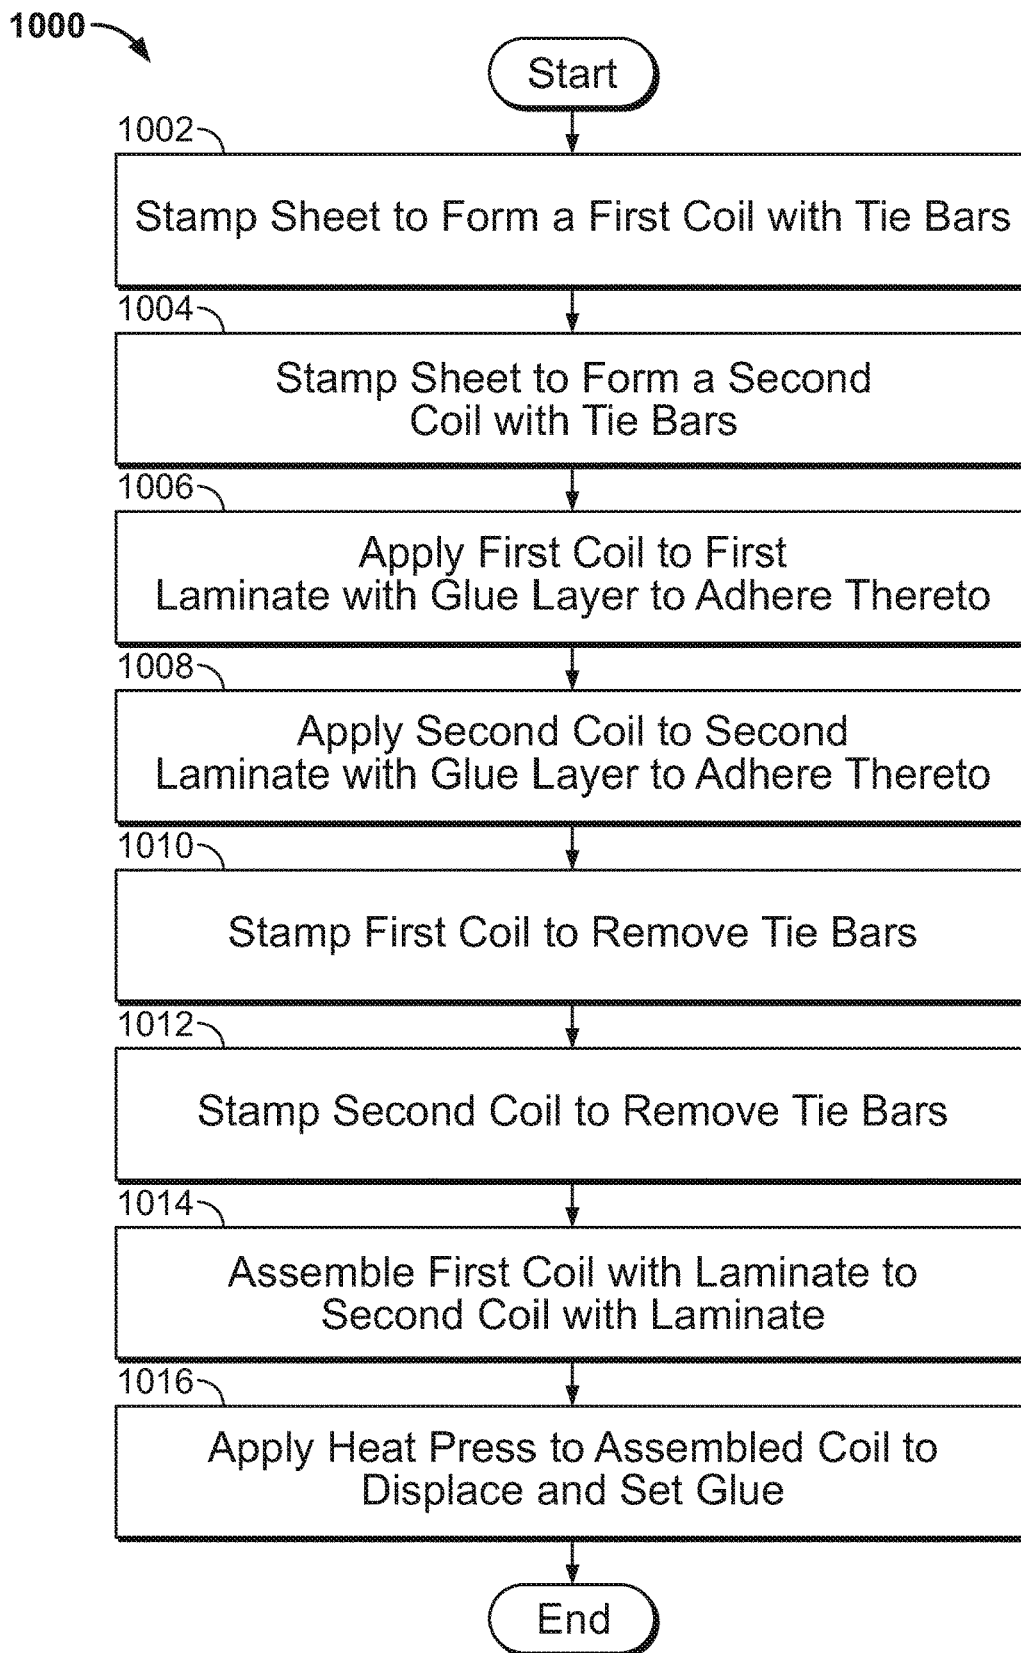 1000
Start
1002
Stamp Sheet to Form a First Coil with Tie Bars
1004
Stamp Sheet to Form a Second
Coil with Tie Bars
1006
Apply First Coil to First
Laminate with Glue Layer to Adhere Thereto
1008
Apply Second Coil to Second
Laminate with Glue Layer to Adhere Thereto
1010
Stamp First Coil to Remove Tie Bars
1012
Stamp Second Coil to Remove Tie Bars
1014
Assemble First Coil with Laminate to
Second Coil with Laminate
1016
Apply Heat Press to Assembled Coil to
Displace and Set Glue
End